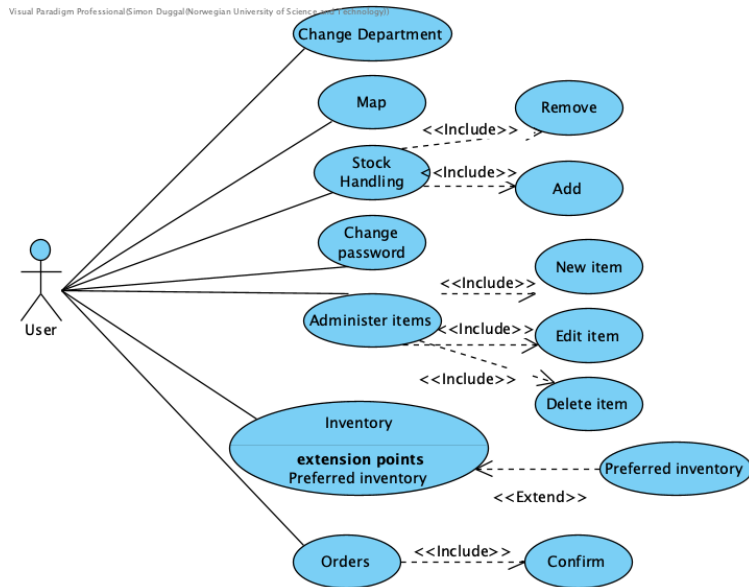 Visual Paradigm Professional(Simon Duggal(Norwegian University of Science and Technology))
Change Department
Map
Remove
<<Include>>
Stock
Handling
<<Include>>
Add
Change
password
New item
<<Include>>
User
Administer items
<<Include>>
Edit item
<<Include>>
Delete item
Inventory
extension points
Preferred inventory
Preferred inventory
<<Extend>>
Orders
<<Include>>
Confirm